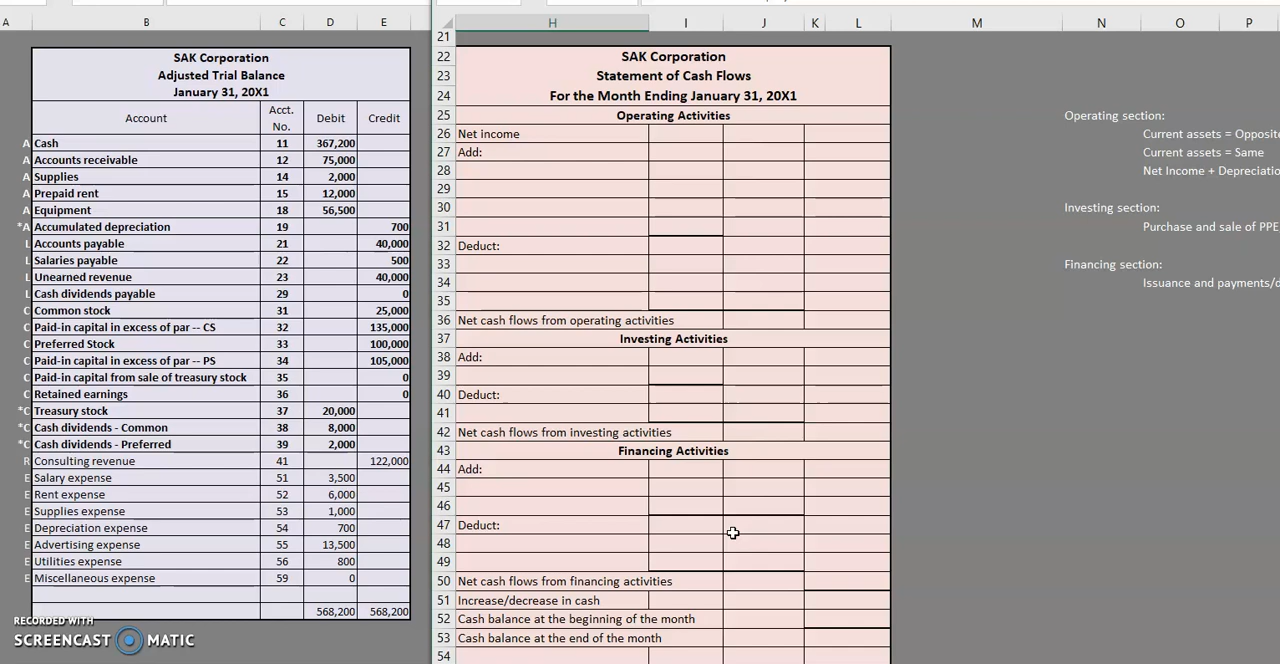 A B C D E
SAK Corporation
Adjusted Trial Balance
January 31, 20X1
Account Acct. No. Debit Credit
A Cash 11 367,200
A Accounts receivable 12 75,000
A Supplies 14 2,000
A Prepaid rent 15 12,000
A Equipment 18 56,500
*A Accumulated depreciation 19 700
L Accounts payable 21 40,000
L Salaries payable 22 500
L Unearned revenue 23 40,000
L Cash dividends payable 29 0
C Common stock 31 25,000
C Paid-in capital in excess of par -- CS 32 135,000
C Preferred Stock 33 100,000
C Paid-in capital in excess of par -- PS 34 105,000
C Paid-in capital from sale of treasury stock 35 0
C Retained earnings 36 0
*C Treasury stock 37 20,000
*C Cash dividends - Common 38 8,000
*C Cash dividends - Preferred 39 2,000
R Consulting revenue 41 122,000
E Salary expense 51 3,500
E Rent expense 52 6,000
E Supplies expense 53 1,000
E Depreciation expense 54 700
E Advertising expense 55 13,500
E Utilities expense 56 800
E Miscellaneous expense 59 0
568,200 568,200
RECORDED WITH
SCREENCAST MATIC
H I J K L M N O P
21
22 SAK Corporation
23 Statement of Cash Flows
24 For the Month Ending January 31, 20X1
25 Operating Activities
26 Net income
27 Add:
28
29
30
31
32 Deduct:
33
34
35
36 Net cash flows from operating activities
37 Investing Activities
38 Add:
39
40 Deduct:
41
42 Net cash flows from investing activities
43 Financing Activities
44 Add:
45
46
47 Deduct:
48
49
50 Net cash flows from financing activities
51 Increase/decrease in cash
52 Cash balance at the beginning of the month
53 Cash balance at the end of the month
54
Operating section:
Current assets = Opposite
Current assets = Same
Net Income + Depreciatio
Investing section:
Purchase and sale of PPE
Financing section:
Issuance and payments/d